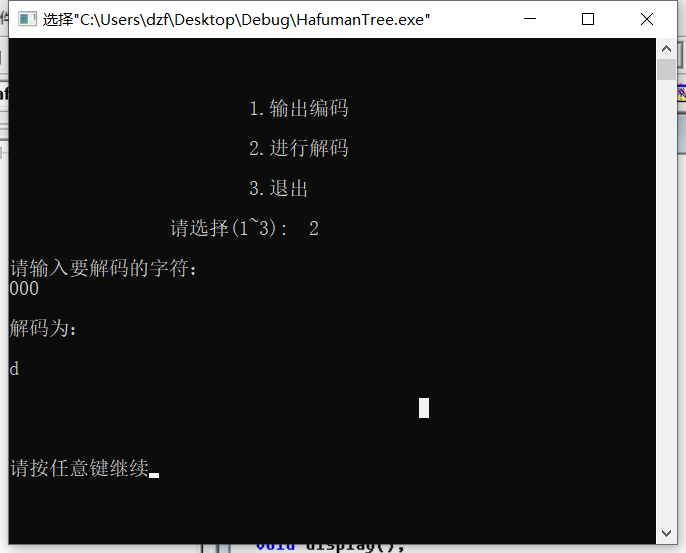 选择"C:\Users\dzf\Desktop\Debug\HafumanTree.exe"
1.输出编码
2.进行解码
3.退出
请选择(1~3): 2
请输入要解码的字符:
000
解码为:
d
请按任意键继续
void display();